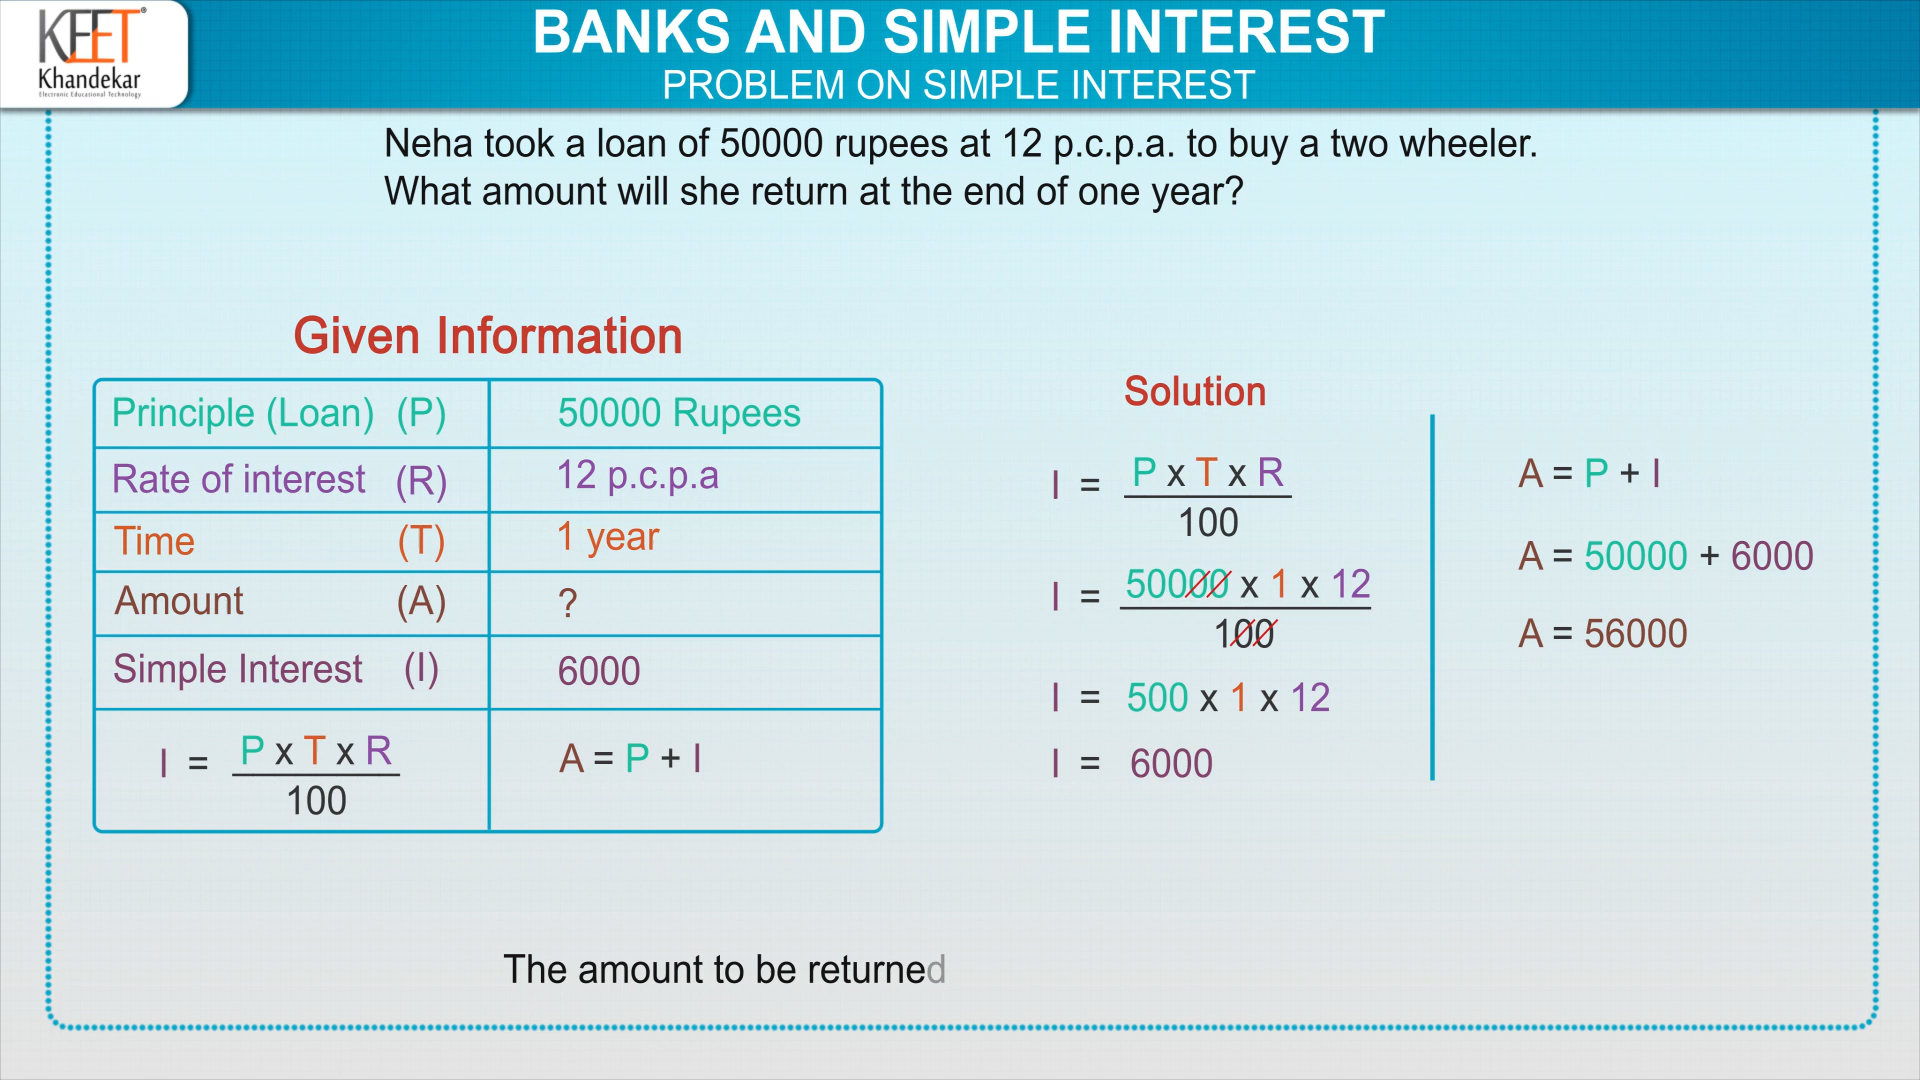 KEET
Khandekar
Electronic Educational Technology
BANKS AND SIMPLE INTEREST
PROBLEM ON SIMPLE INTEREST
Neha took a loan of 50000 rupees at 12 p.c.p.a. to buy a two wheeler.
What amount will she return at the end of one year?
Given Information
Principle (Loan) (P) 50000 Rupees
Rate of interest (R) 12 p.c.p.a
Time (T) 1 year
Amount (A) ?
Simple Interest (I) 6000
I = P x T x R
100
A = P + I
Solution
I = P x T x R
100
I = 50000 x 1 x 12
100
I = 500 x 1 x 12
I = 6000
A = P + I
A = 50000 + 6000
A = 56000
The amount to be returned